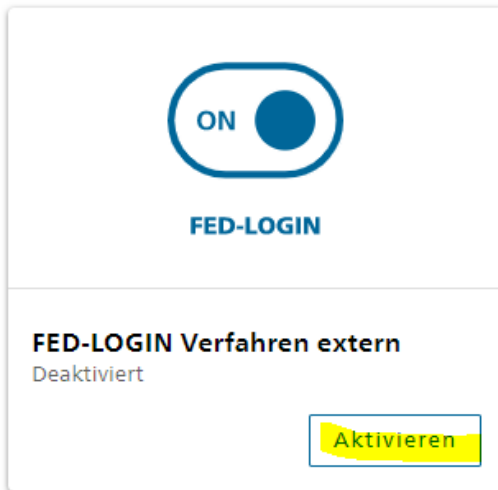 ON
FED-LOGIN
FED-LOGIN Verfahren extern
Deaktiviert
Aktivieren